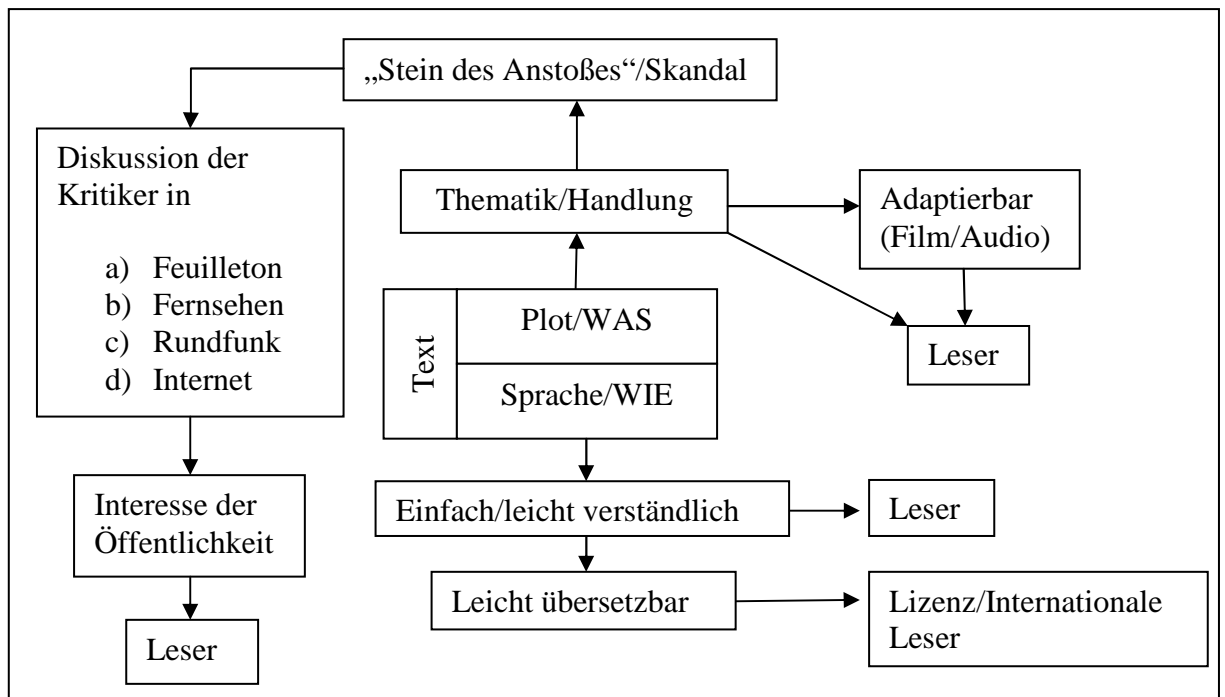 „Stein des Anstoßes“/Skandal
Diskussion der
Kritiker in
a) Feuilleton
b) Fernsehen
c) Rundfunk
d) Internet
Thematik/Handlung
Adaptierbar
(Film/Audio)
Leser
Text
Plot/WAS
Sprache/WIE
Interesse der
Öffentlichkeit
Leser
Einfach/leicht verständlich
Leser
Leicht übersetzbar
Lizenz/Internationale
Leser